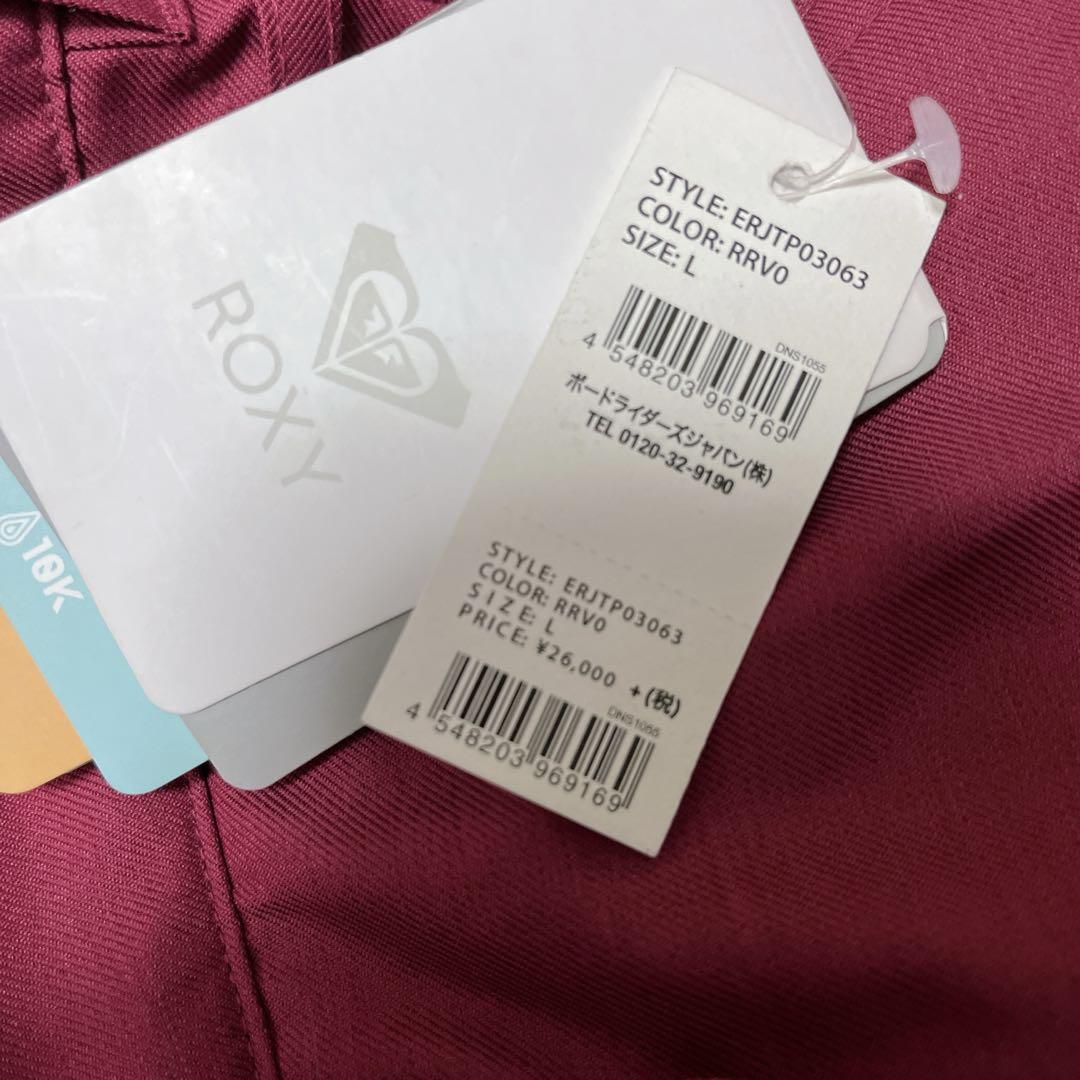 ROXY
10K
STYLE: ERJTP03063
COLOR: RRV0
SIZE: L
DNS1055
4 548203 969169
ボードライダーズジャパン(株)
TEL 0120-32-9190
STYLE: ERJTP03063
COLOR: RRV0
SIZE: L
PRICE: ¥26,000 +(税)
DNS1055
4 548203 969169